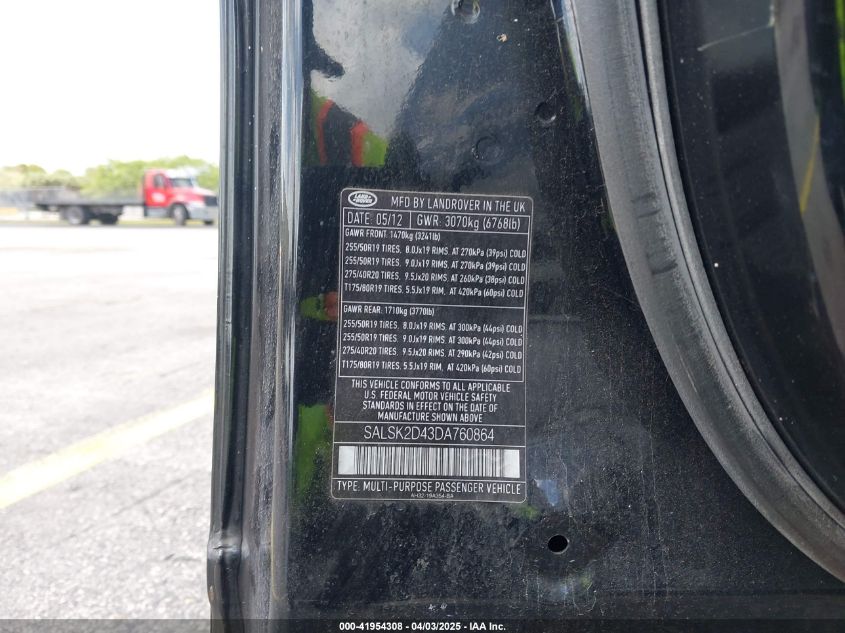 LAND ROVER
MFD BY LANDROVER IN THE UK
DATE: 05/12 GWR: 3070kg (6768lb)
GAWR FRONT: 1470kg (3241lb)
255/50R19 TIRES. 8.0Jx19 RIMS. AT 270kPa (39psi) COLD
255/50R19 TIRES. 9.0Jx19 RIMS. AT 270kPa (39psi) COLD
275/40R20 TIRES. 9.5Jx20 RIMS. AT 260kPa (38psi) COLD
T175/80R19 TIRES. 5.5Jx19 RIM. AT 420kPa (60psi) COLD
GAWR REAR: 1710kg (3770lb)
255/50R19 TIRES. 8.0Jx19 RIMS. AT 300kPa (44psi) COLD
255/50R19 TIRES. 9.0Jx19 RIMS. AT 300kPa (44psi) COLD
275/40R20 TIRES. 9.5Jx20 RIMS. AT 290kPa (42psi) COLD
T175/80R19 TIRES. 5.5Jx19 RIM. AT 420kPa (60psi) COLD
THIS VEHICLE CONFORMS TO ALL APPLICABLE
U.S. FEDERAL MOTOR VEHICLE SAFETY
STANDARDS IN EFFECT ON THE DATE OF
MANUFACTURE SHOWN ABOVE
SALSK2D43DA760864
TYPE: MULTI-PURPOSE PASSENGER VEHICLE
AH32-19A354-BA
000-41954308 - 04/03/2025 - IAA Inc.